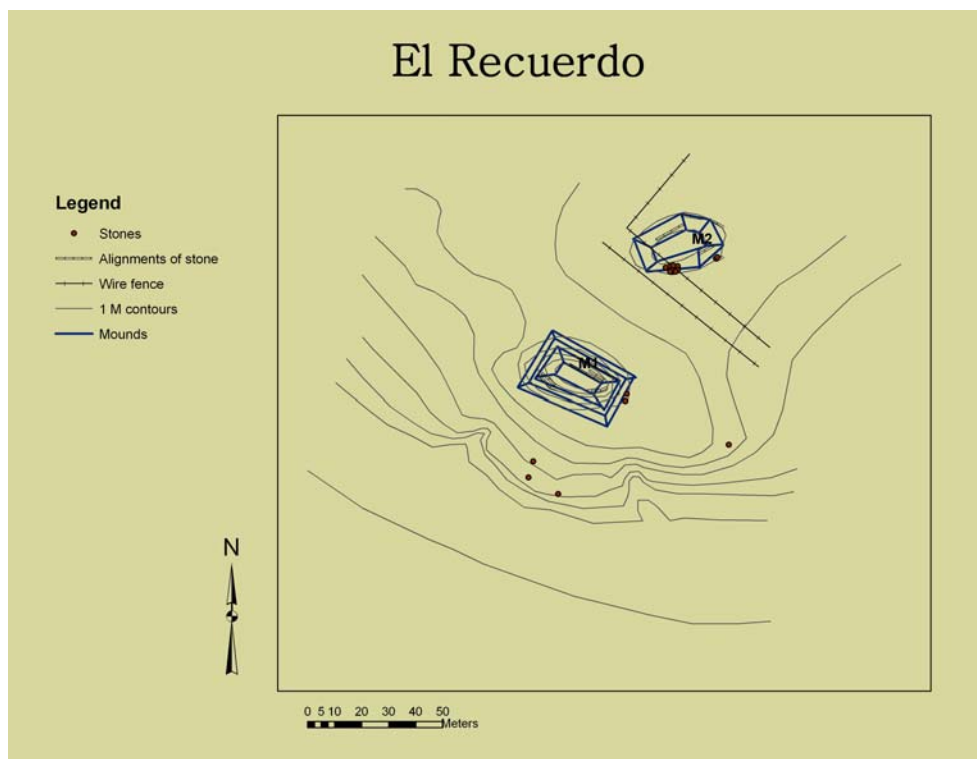 El Recuerdo
Legend
Stones
Alignments of stone
Wire fence
1 M contours
Mounds
M2
M1
N
0 5 10 20 30 40 50
Meters